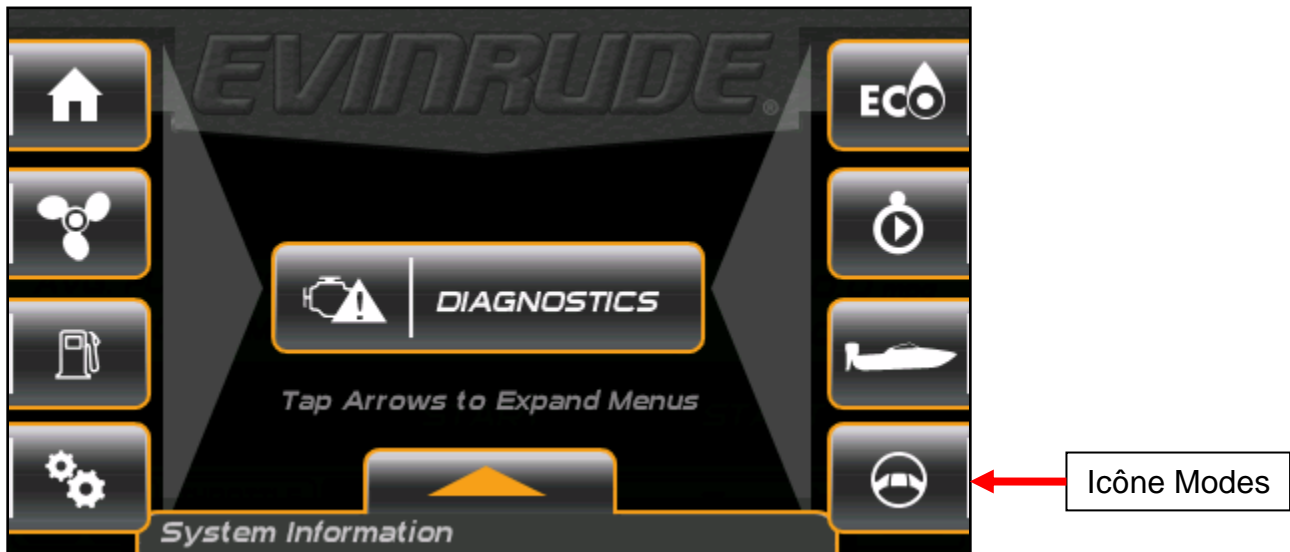 EVINRUDE®
ECO
DIAGNOSTICS
Tap Arrows to Expand Menus
Icône Modes
System Information